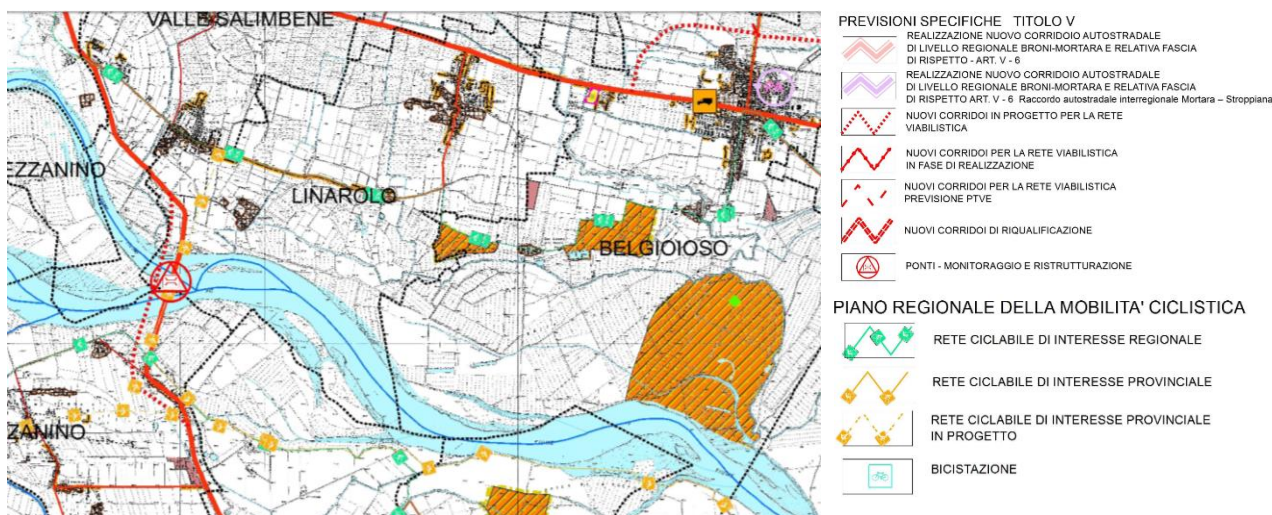 VALLE SALIMBENE
EZZANINO
LINAROLO
BELGIOIOSO
ZZANINO
PREVISIONI SPECIFICHE TITOLO V
REALIZZAZIONE NUOVO CORRIDOIO AUTOSTRADALE
DI LIVELLO REGIONALE BRONI-MORTARA E RELATIVA FASCIA
DI RISPETTO - ART. V - 6
REALIZZAZIONE NUOVO CORRIDOIO AUTOSTRADALE
DI LIVELLO REGIONALE BRONI-MORTARA E RELATIVA FASCIA
DI RISPETTO ART. V - 6 Raccordo autostradale interregionale Mortara – Stroppiana
NUOVI CORRIDOI IN PROGETTO PER LA RETE
VIABILISTICA
NUOVI CORRIDOI PER LA RETE VIABILISTICA
IN FASE DI REALIZZAZIONE
NUOVI CORRIDOI PER LA RETE VIABILISTICA
PREVISIONE PTVE
NUOVI CORRIDOI DI RIQUALIFICAZIONE
PONTI - MONITORAGGIO E RISTRUTTURAZIONE
PIANO REGIONALE DELLA MOBILITA' CICLISTICA
RETE CICLABILE DI INTERESSE REGIONALE
RETE CICLABILE DI INTERESSE PROVINCIALE
RETE CICLABILE DI INTERESSE PROVINCIALE
IN PROGETTO
BICISTAZIONE